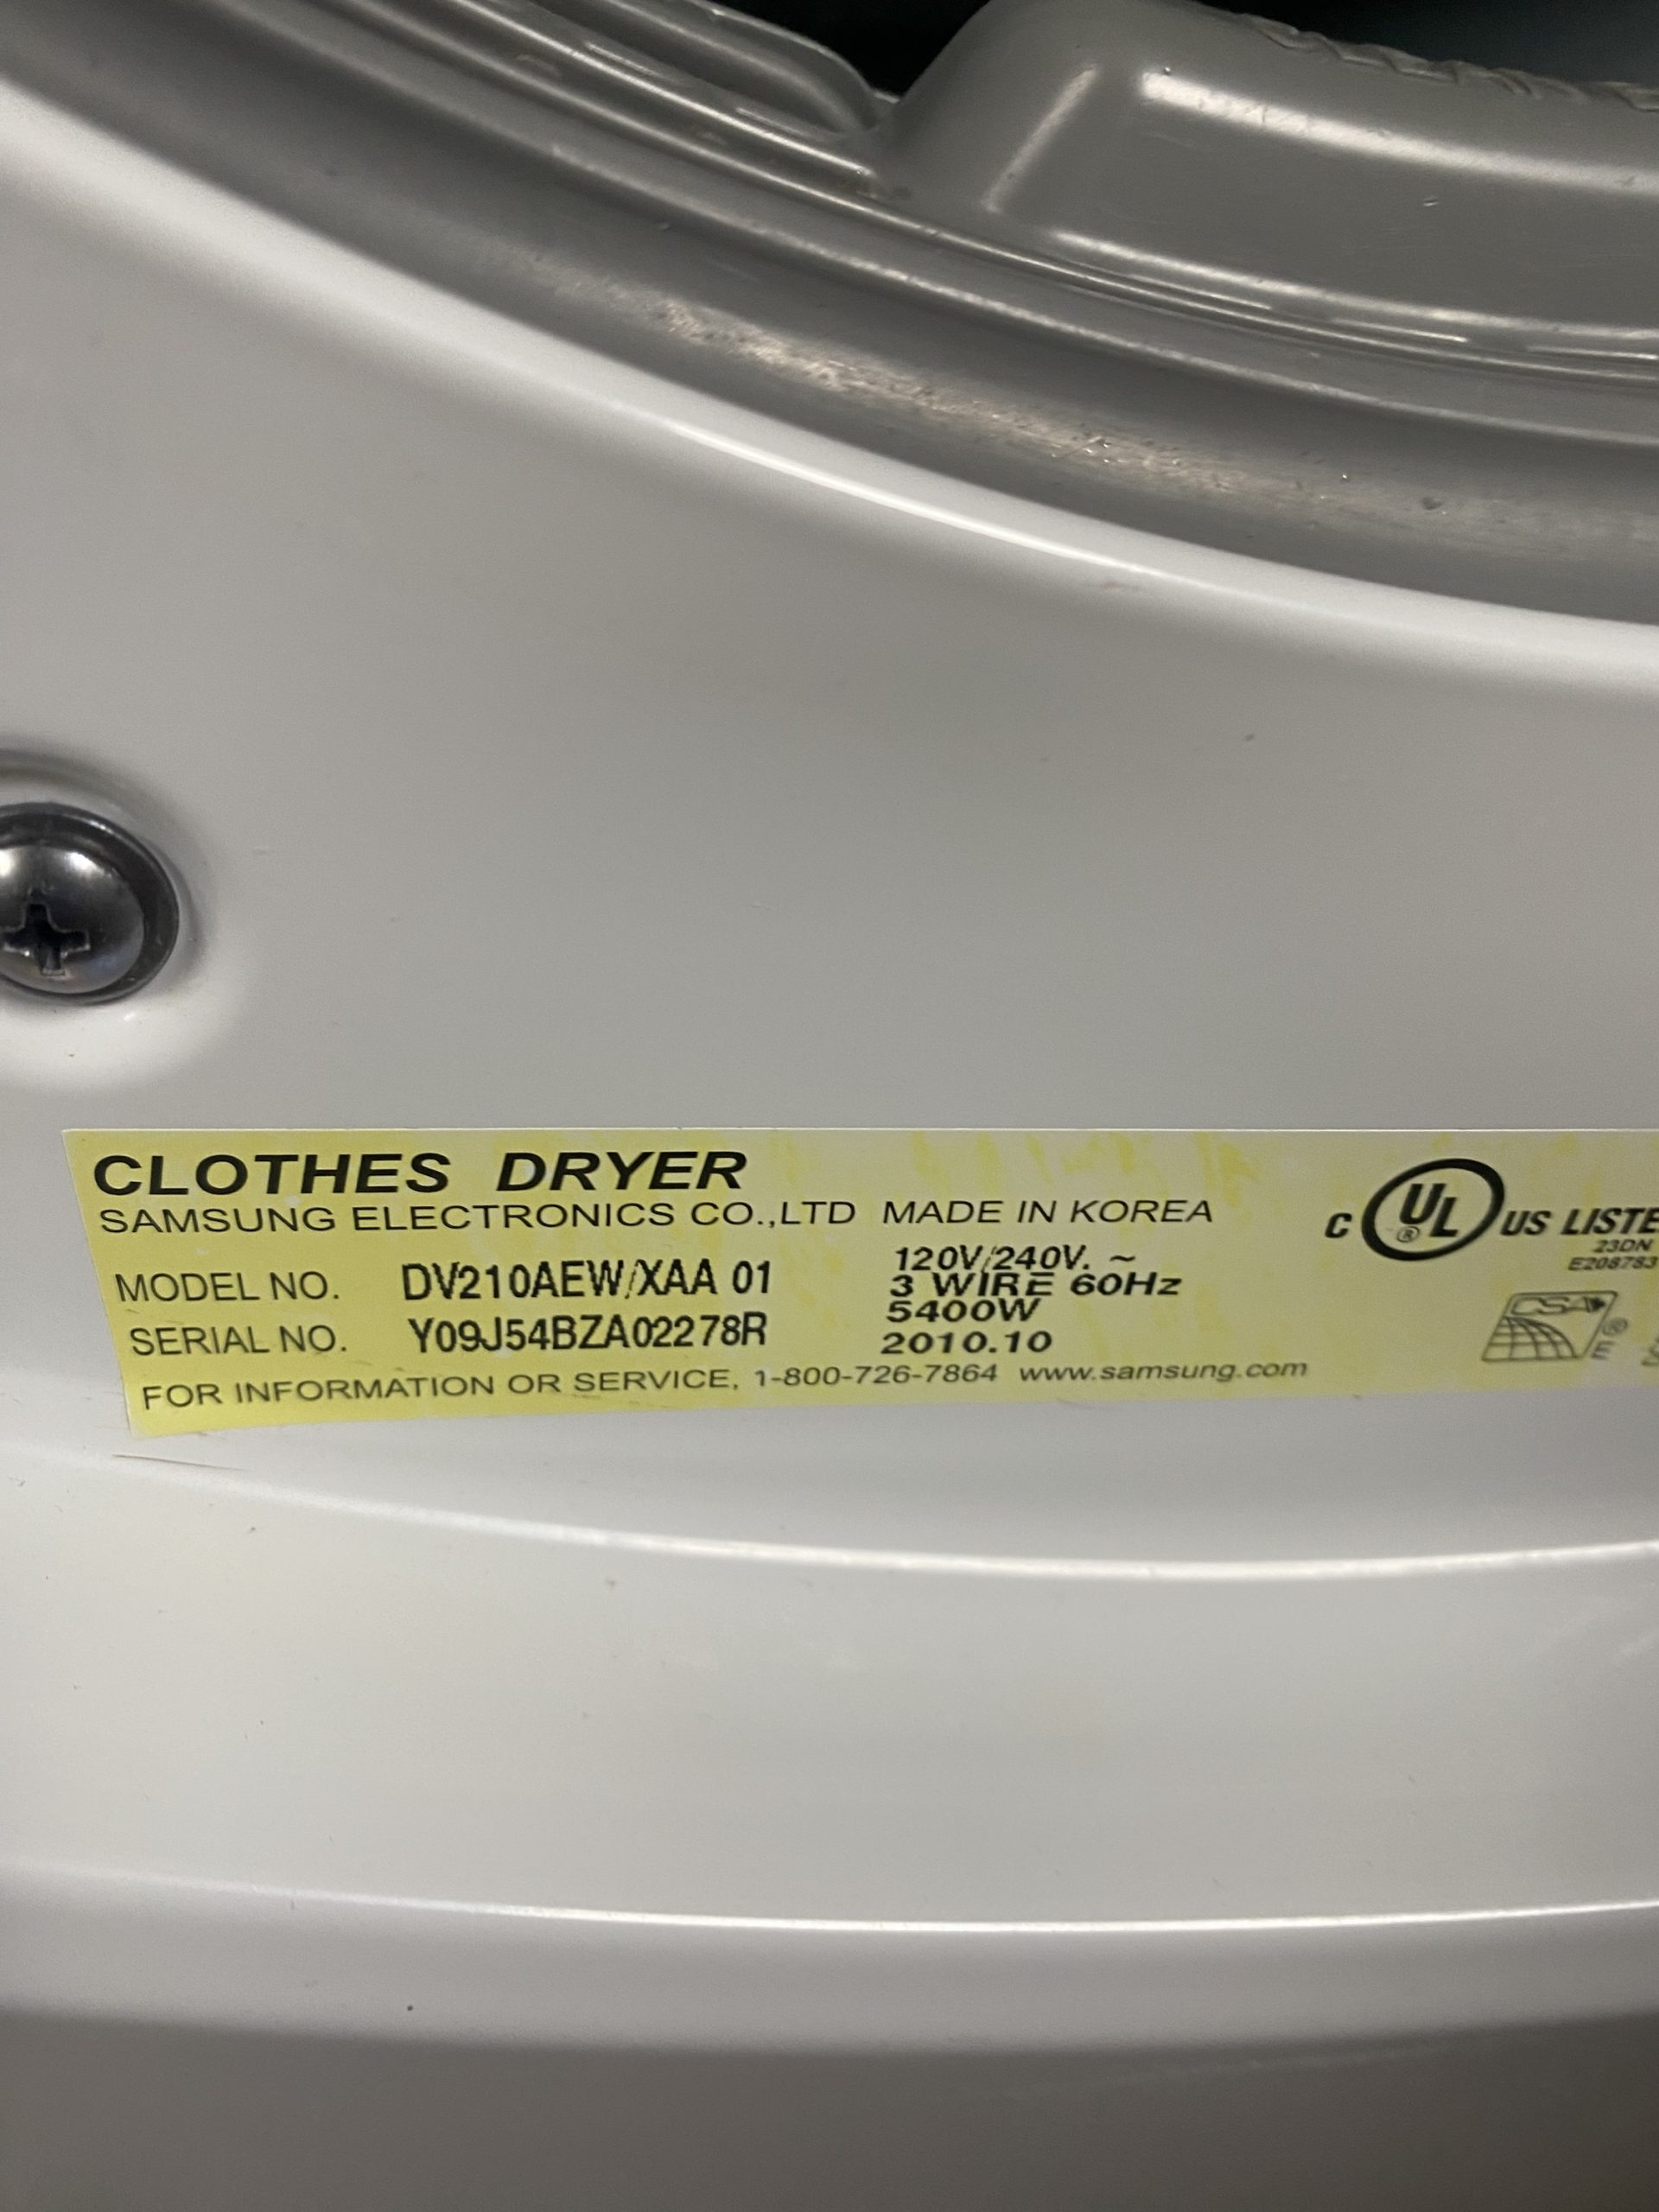 CLOTHES DRYER
SAMSUNG ELECTRONICS CO.,LTD MADE IN KOREA
MODEL NO. DV210AEW/XAA 01
SERIAL NO. Y09J54BZA02278R
120V/240V. ~
3 WIRE 60Hz
5400W
2010.10
FOR INFORMATION OR SERVICE, 1-800-726-7864 www.samsung.com
C UL® US LISTE
23DN
E208783
CSA®
E